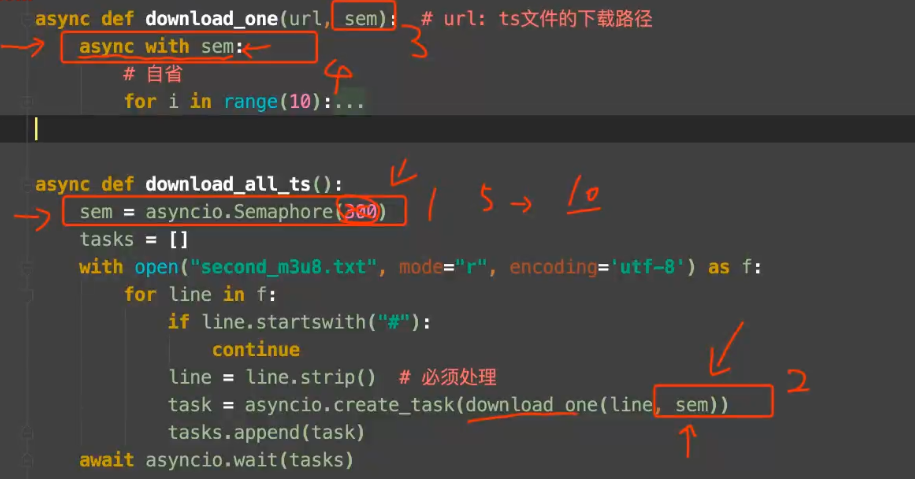 async def download_one(url, sem):  # url: ts文件的下载路径
3
async with sem:
# 自省
4
for i in range(10):...
async def download_all_ts():
sem = asyncio.Semaphore(300)
1 5 → 10
tasks = []
with open("second_m3u8.txt", mode="r", encoding='utf-8') as f:
for line in f:
if line.startswith("#"):
continue
line = line.strip()  # 必须处理
task = asyncio.create_task(download_one(line, sem))
2
tasks.append(task)
await asyncio.wait(tasks)